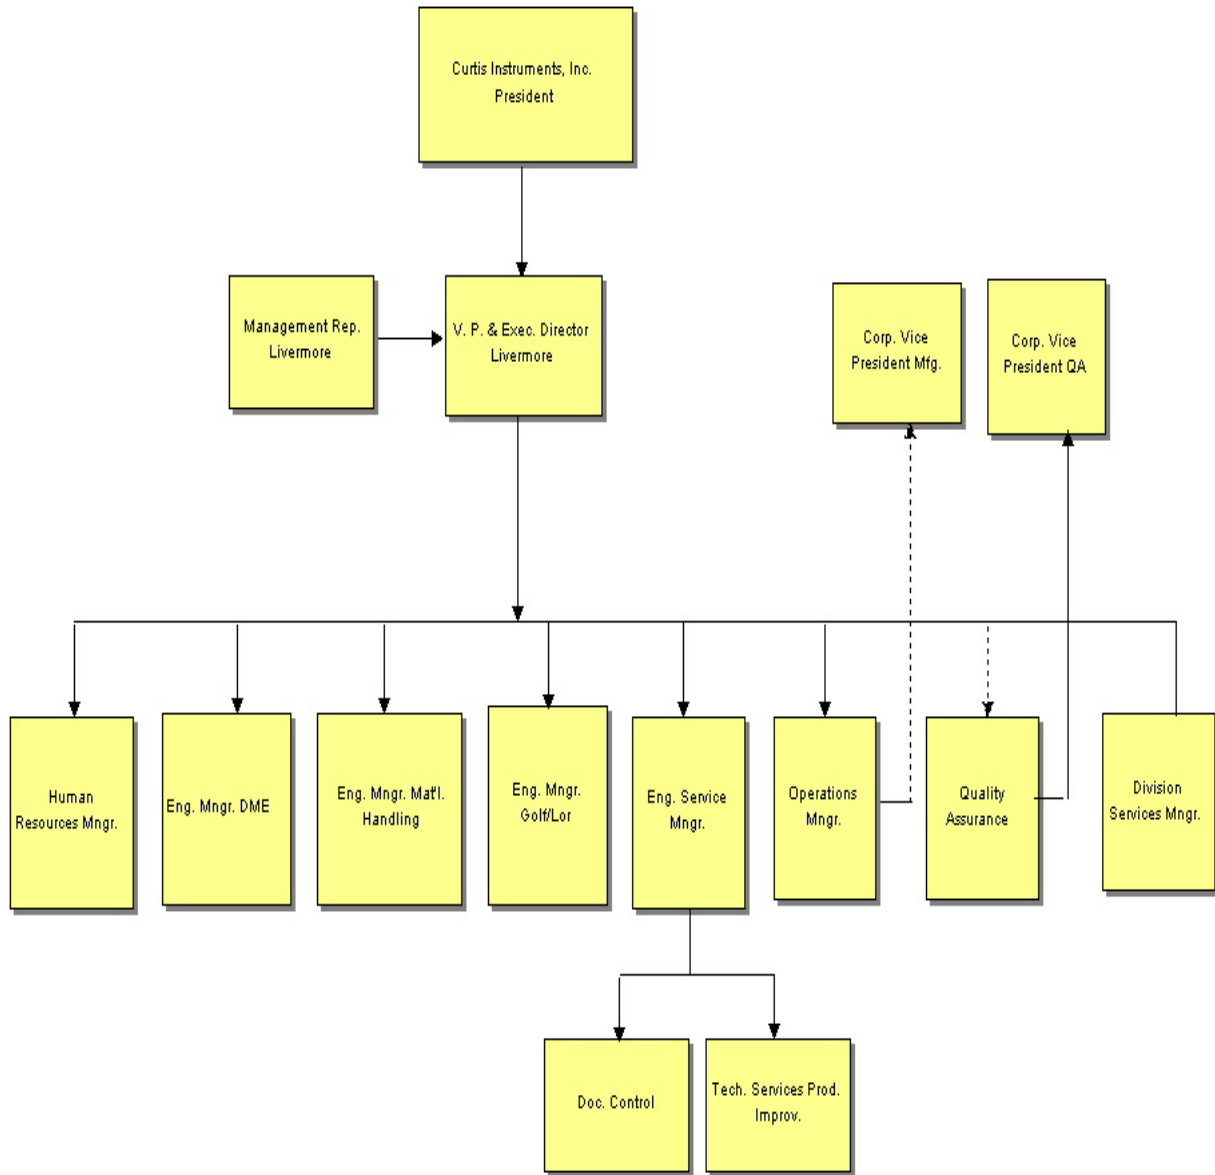 Curtis Instruments, Inc.
President
Management Rep.
Livermore
V. P. & Exec. Director
Livermore
Corp. Vice
President Mfg.
Corp. Vice
President QA
Human
Resources Mngr.
Eng. Mngr. DME
Eng. Mngr. Mat'l.
Handling
Eng. Mngr.
Golf/Lor
Eng. Service
Mngr.
Operations
Mngr.
Quality
Assurance
Division
Services Mngr.
Doc. Control
Tech. Services Prod.
Improv.